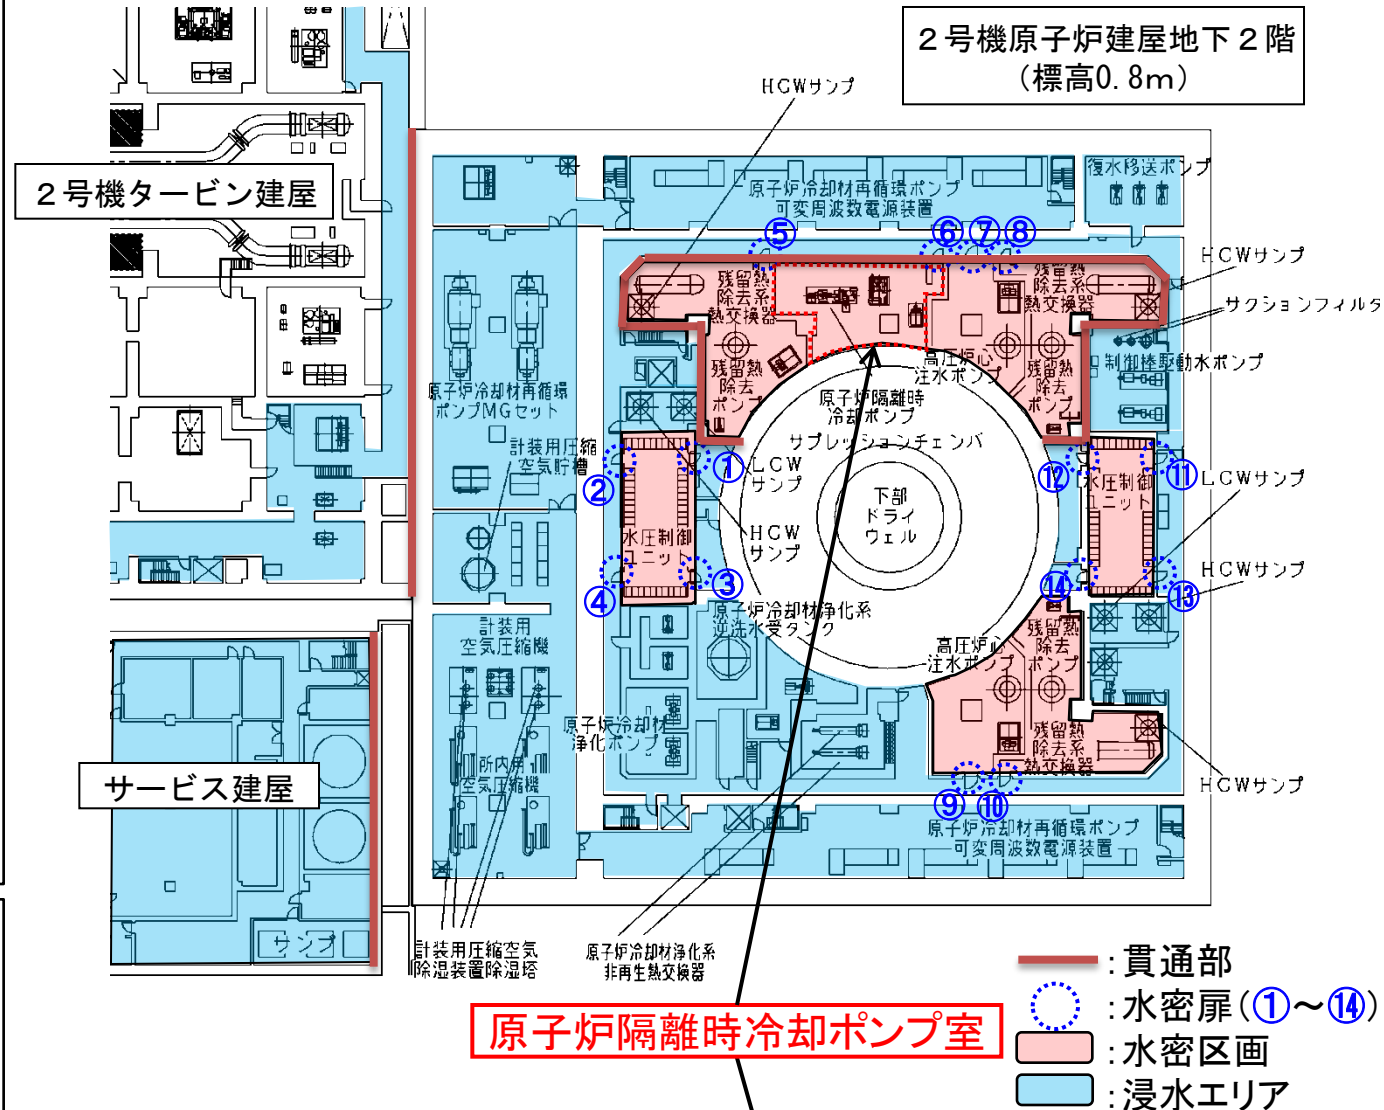 ２号機原子炉建屋地下２階
（標高0.8m）
HCWサンプ
２号機タービン建屋
原子炉冷却材再循環ポンプ
可変周波数電源装置
復水移送ポンプ
⑤
⑥
⑦
⑧
HCWサンプ
サクションフィルタ
残留熱
除去系
熱交換器
残留熱
除去系
熱交換器
制御棒駆動水ポンプ
高圧炉心
注水ポンプ
残留熱
除去
ポンプ
残留熱
除去
ポンプ
原子炉冷却材再循環
ポンプMGセット
原子炉隔離時
冷却ポンプ
サプレッションチェンバ
計装用圧縮
空気貯槽
①
②
LCW
サンプ
⑫
⑪
水圧制御
ユニット
LCWサンプ
下部
ドライ
ウェル
水圧制御
ユニット
HCW
サンプ
③
④
⑭
⑬
HCWサンプ
原子炉冷却材浄化系
逆洗水受タンク
計装用
空気圧縮機
高圧炉心
注水ポンプ
残留熱
除去
ポンプ
原子炉冷却材
浄化ポンプ
残留熱
除去系
熱交換器
所内用
空気圧縮機
サービス建屋
HCWサンプ
⑨
⑩
原子炉冷却材再循環ポンプ
可変周波数電源装置
サンプ
計装用圧縮空気
除湿装置除湿塔
原子炉冷却材浄化系
非再生熱交換器
原子炉隔離時冷却ポンプ室
：貫通部
：水密扉（①～⑭）
：水密区画
：浸水エリア